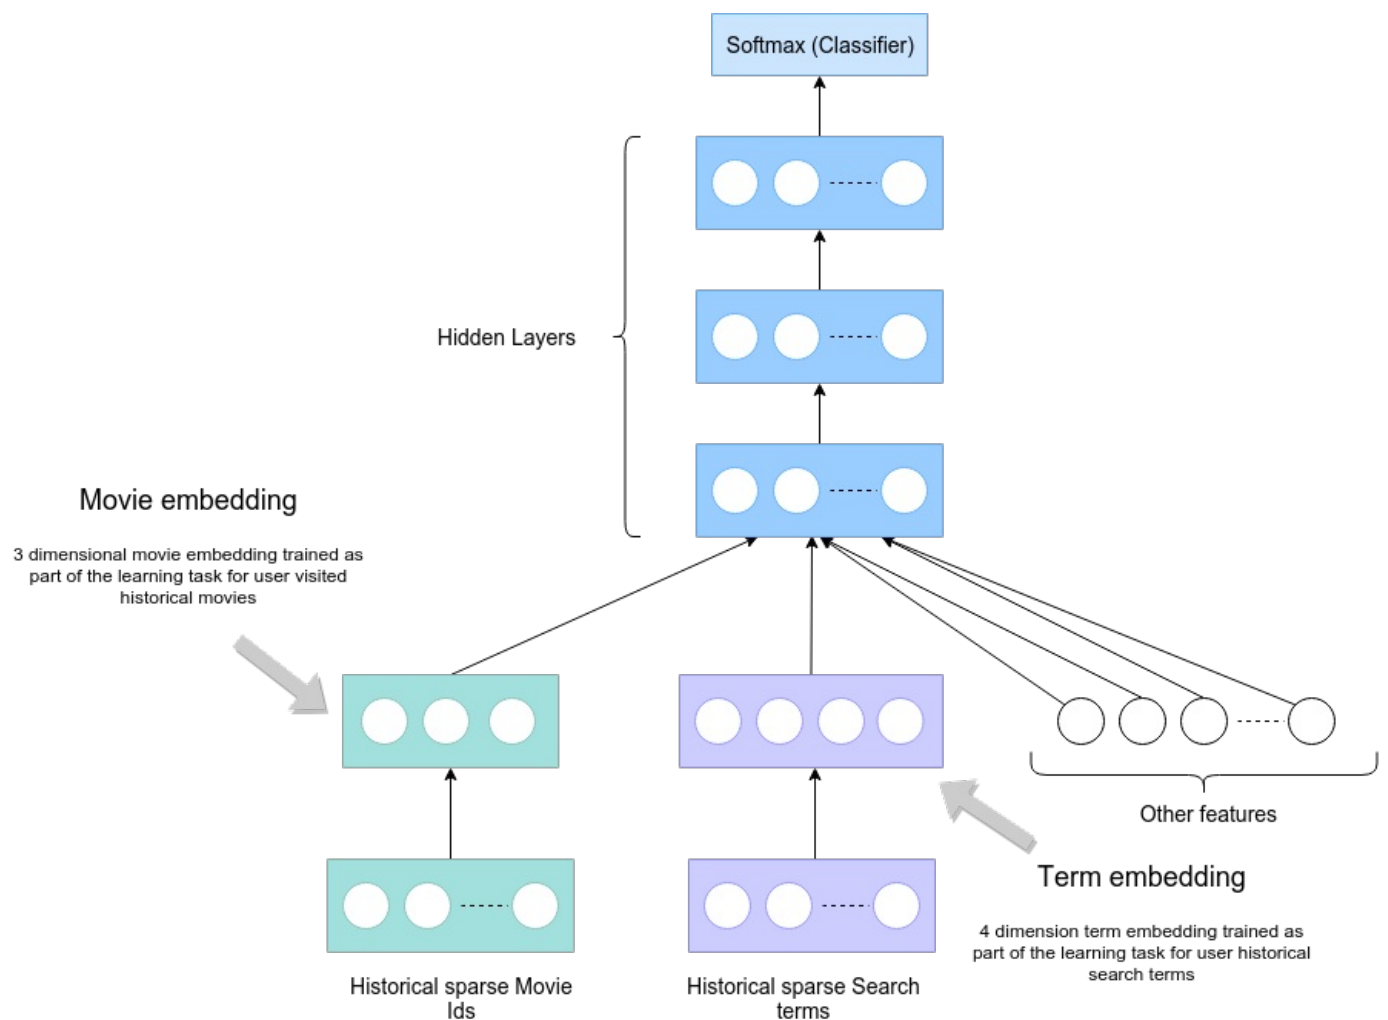 Softmax (Classifier)
Hidden Layers
Movie embedding
3 dimensional movie embedding trained as
part of the learning task for user visited
historical movies
Other features
Term embedding
4 dimension term embedding trained as
part of the learning task for user historical
search terms
Historical sparse Movie
Ids
Historical sparse Search
terms